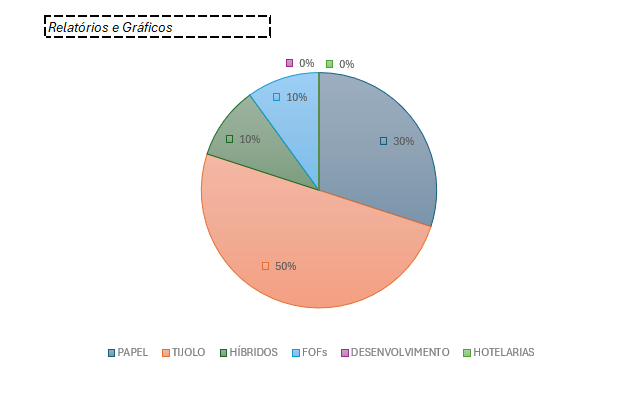 Relatórios e Gráficos
0% 0%
10%
30%
10%
50%
PAPEL TIJOLO HÍBRIDOS FOFs DESENVOLVIMENTO HOTELARIAS